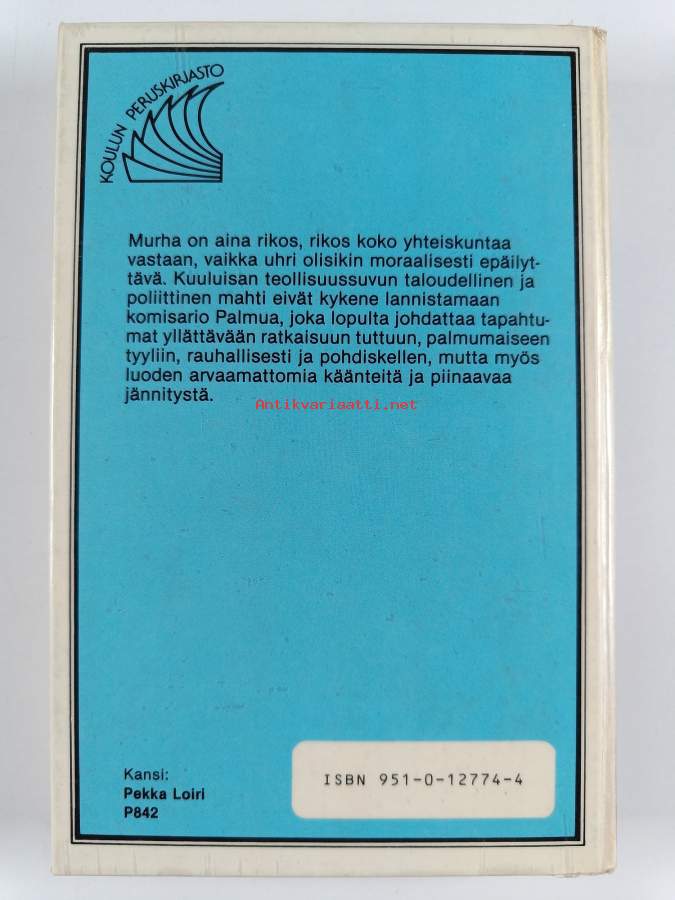 KOULUN PERUSKIRJASTO
Murha on aina rikos, rikos koko yhteiskuntaa
vastaan, vaikka uhri olisikin moraalisesti epäilyt-
tävä. Kuuluisan teollisuussuvun taloudellinen ja
poliittinen mahti eivät kykene lannistamaan
komisario Palmua, joka lopulta johdattaa tapahtu-
mat yllättävään ratkaisuun tuttuun, palmumaiseen
tyyliin, rauhallisesti ja pohdiskellen, mutta myös
luoden arvaamattomia käänteitä ja piinaavaa
jännitystä.
Antikvariaatti.net
Kansi:
Pekka Loiri
P842
ISBN 951-0-12774-4